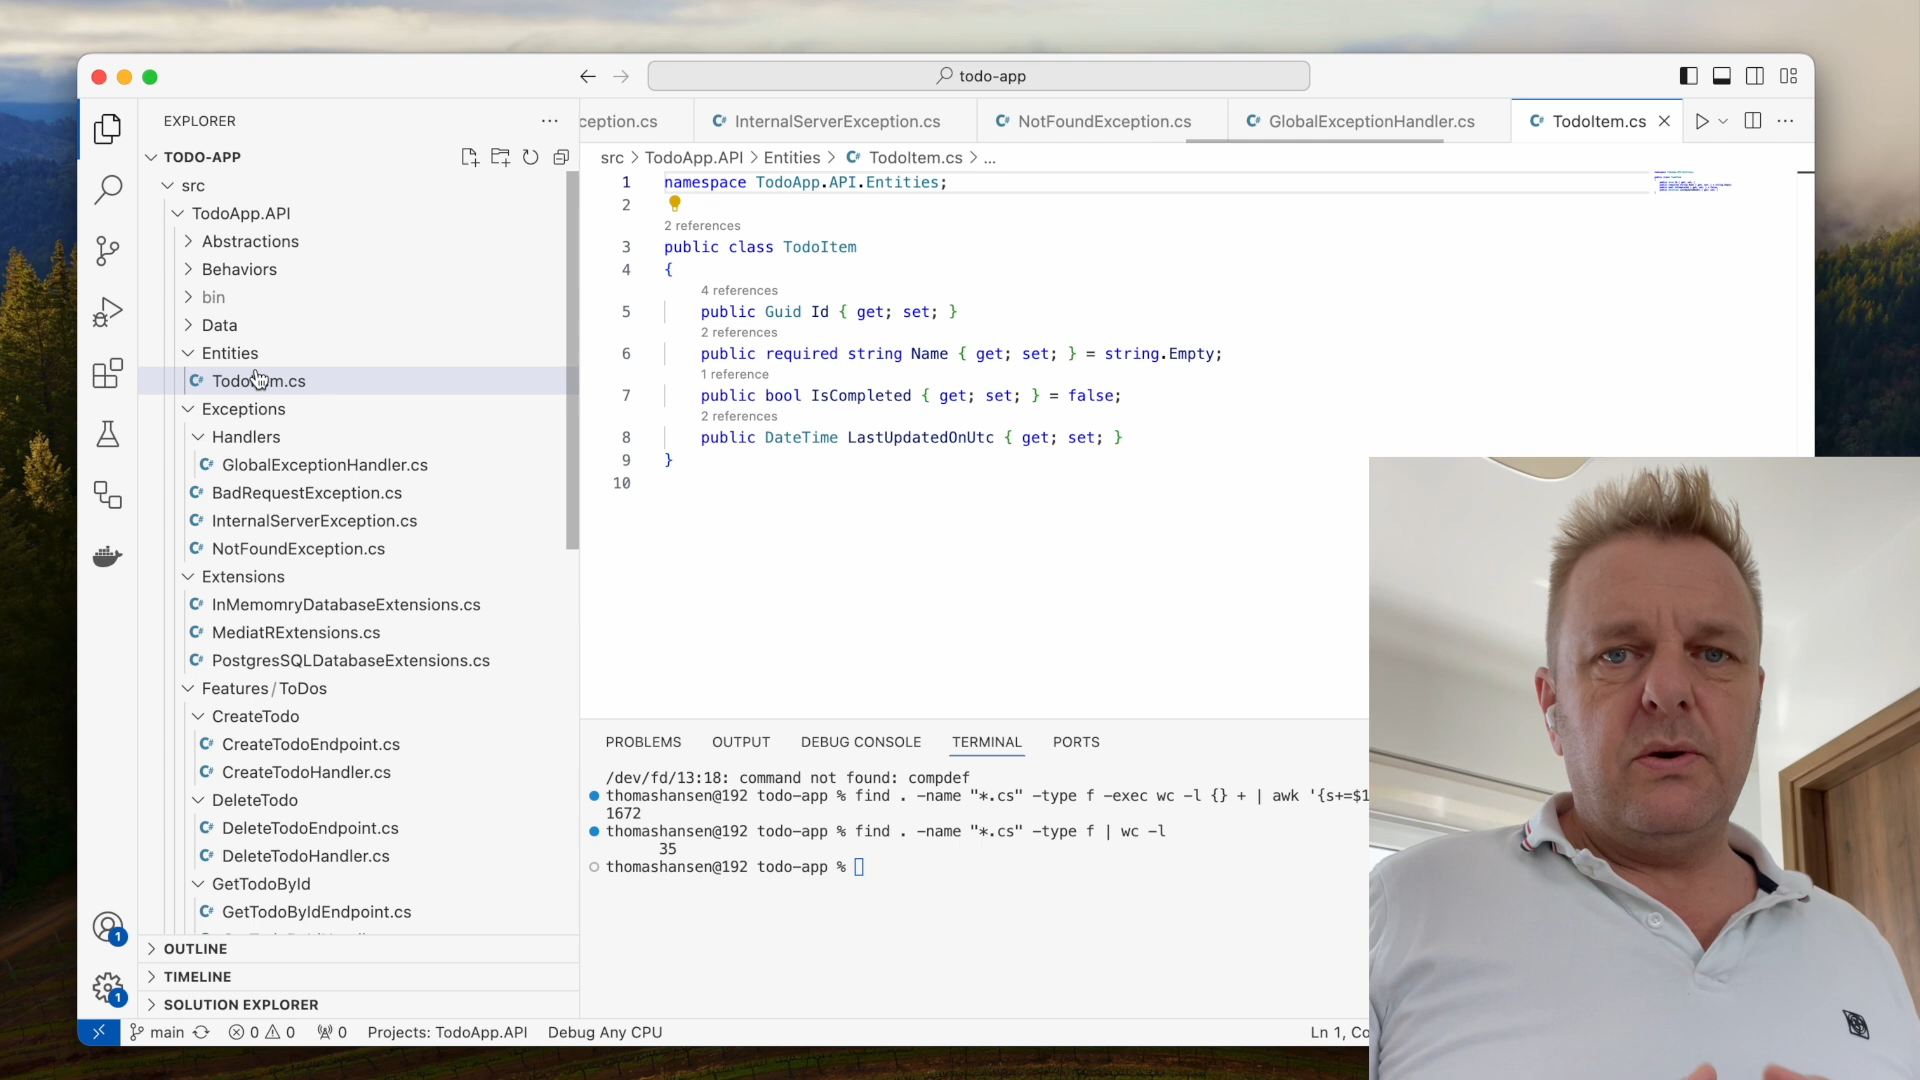 todo-app
EXPLORER
TODO-APP
src
TodoApp.API
Abstractions
Behaviors
bin
Data
Entities
Exceptions
Handlers
GlobalExceptionHandler.cs
BadRequestException.cs
InternalServerException.cs
NotFoundException.cs
Extensions
InMemomryDatabaseExtensions.cs
MediatRExtensions.cs
PostgresSQLDatabaseExtensions.cs
Features / ToDos
CreateTodo
CreateTodoEndpoint.cs
CreateTodoHandler.cs
DeleteTodo
DeleteTodoEndpoint.cs
DeleteTodoHandler.cs
GetTodoById
GetTodoByIdEndpoint.cs
OUTLINE
TIMELINE
SOLUTION EXPLORER
ception.cs InternalServerException.cs NotFoundException.cs GlobalExceptionHandler.cs TodoItem.cs
src > TodoApp.API > Entities > TodoItem.cs > ...
1 namespace TodoApp.API.Entities;
2
2 references
3 public class TodoItem
4 {
4 references
5 public Guid Id { get; set; }
2 references
6 public required string Name { get; set; } = string.Empty;
1 reference
7 public bool IsCompleted { get; set; } = false;
2 references
8 public DateTime LastUpdatedOnUtc { get; set; }
9 }
10
PROBLEMS OUTPUT DEBUG CONSOLE TERMINAL PORTS
/dev/fd/13:18: command not found: compdef
thomashansen@192 todo-app % find . -name "*.cs" -type f -exec wc -l {} + | awk '{s+=$1
1672
thomashansen@192 todo-app % find . -name "*.cs" -type f | wc -l
35
thomashansen@192 todo-app %
1
1
main 0 0 0 Projects: TodoApp.API Debug Any CPU
Ln 1, Co